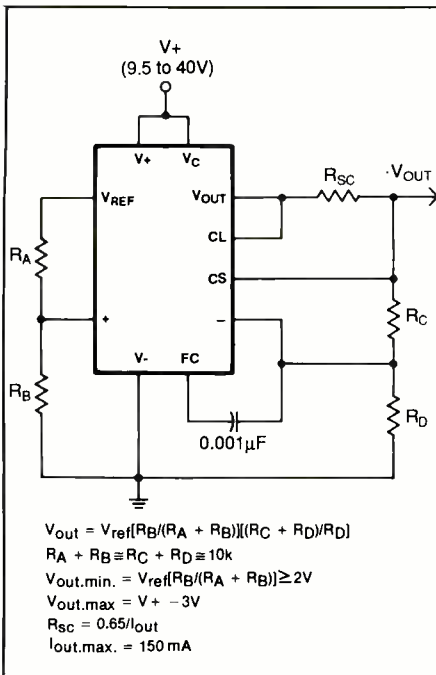 V+
(9.5 to 40V)
V+ VC
VREF VOUT RSC VOUT
CL
RA
CS
RC
+ −
V- FC
RB RD
0.001µF
Vout = Vref[RB/(RA + RB)][(RC + RD)/RD]
RA + RB ≅ RC + RD ≅ 10k
Vout.min. = Vref[RB/(RA + RB)] ≥ 2V
Vout.max = V+ −3V
RSC = 0.65/Iout
Iout.max. = 150 mA